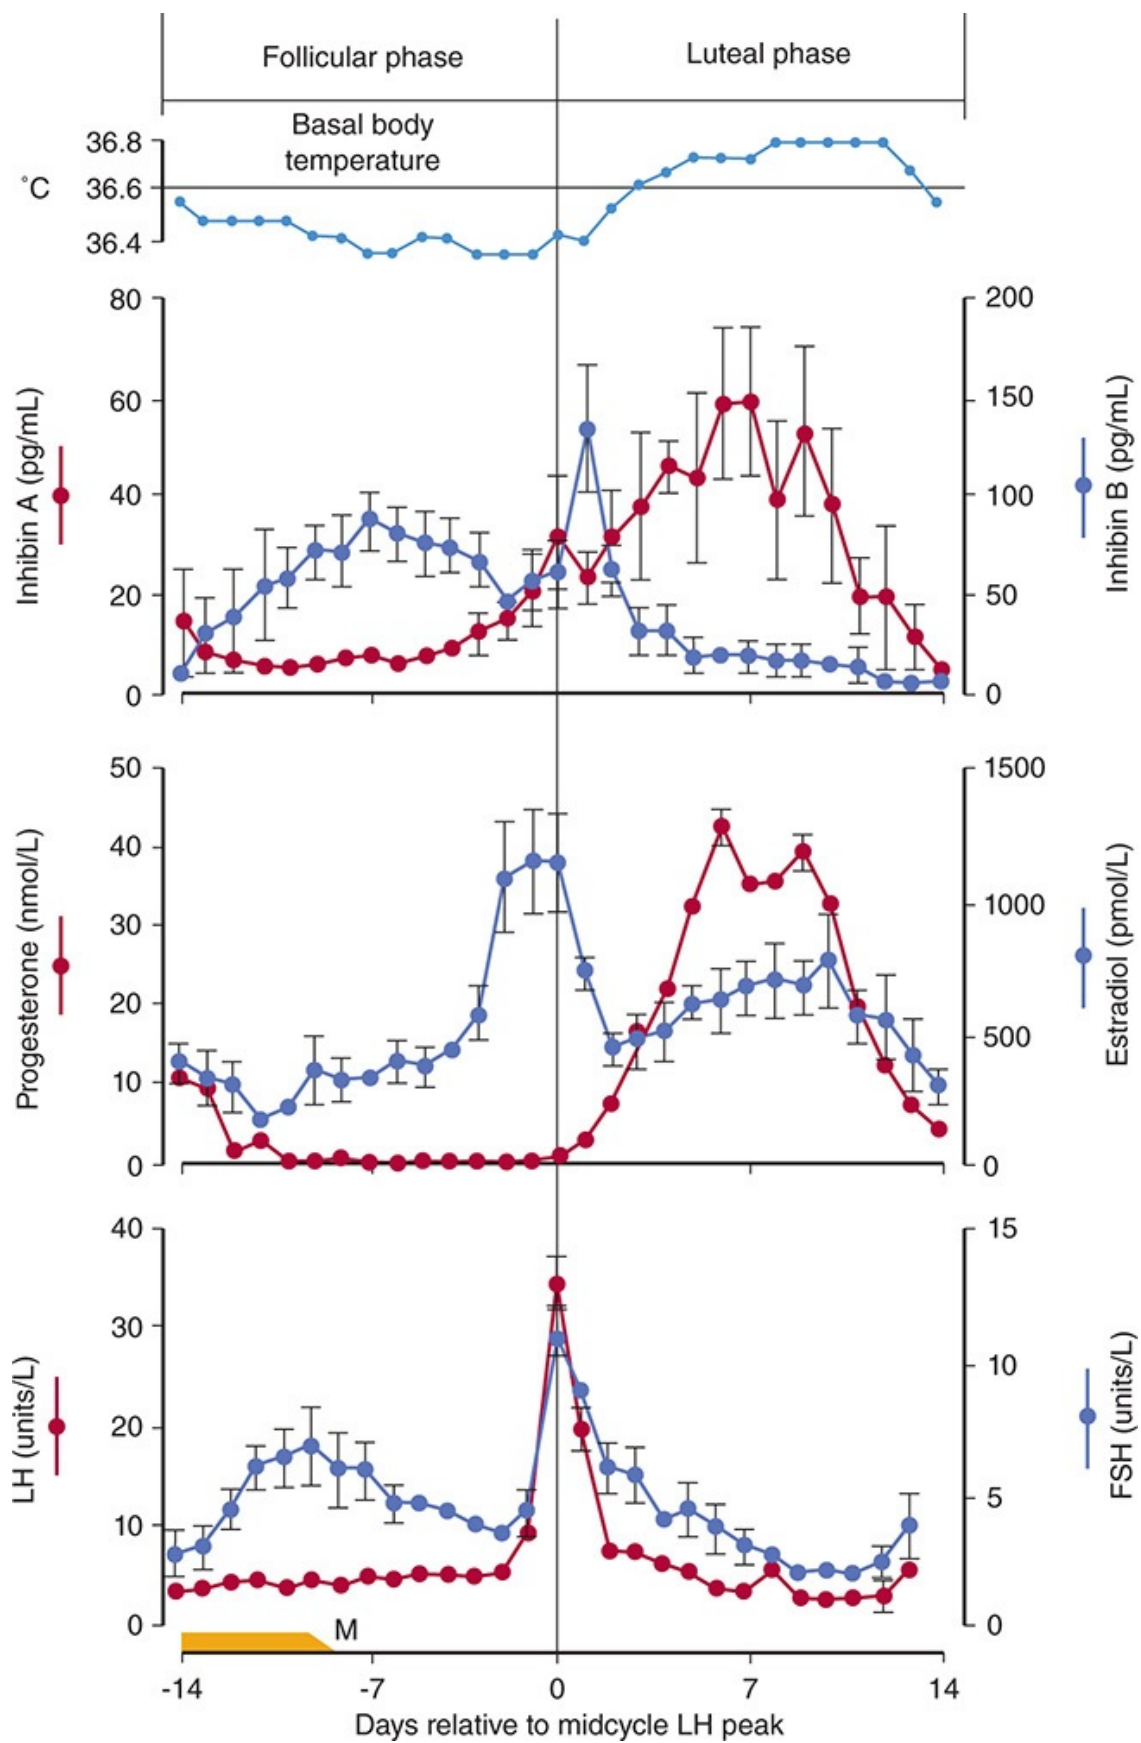 Follicular phase
Luteal phase
Basal body
temperature
°C
36.8
36.6
36.4
Inhibin A (pg/mL)
80
60
40
20
0
200
150
100
50
0
Inhibin B (pg/mL)
Progesterone (nmol/L)
50
40
30
20
10
0
1500
1000
500
0
Estradiol (pmol/L)
LH (units/L)
40
30
20
10
0
15
10
5
0
FSH (units/L)
M
-14 -7 0 7 14
Days relative to midcycle LH peak